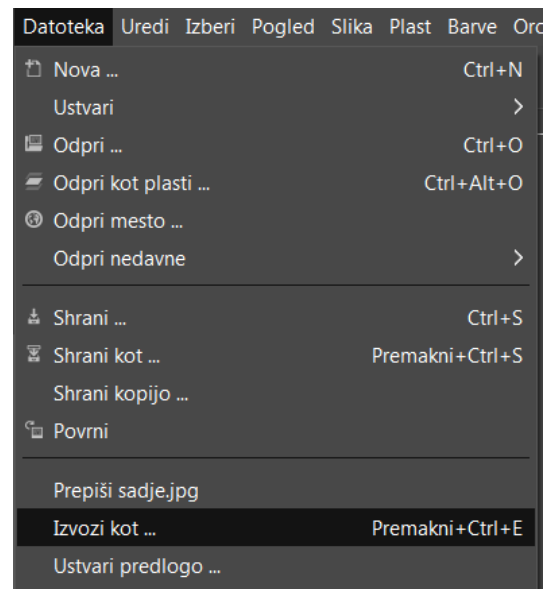 Datoteka Uredi Izberi Pogled Slika Plast Barve
Nova ... Ctrl+N
Ustvari
Odpri ... Ctrl+O
Odpri kot plasti ... Ctrl+Alt+O
Odpri mesto ...
Odpri nedavne
Shrani ... Ctrl+S
Shrani kot ... Premakni+Ctrl+S
Shrani kopijo ...
Povrni
Prepiši sadje.jpg
Izvozi kot ... Premakni+Ctrl+E
Ustvari predlogo ...